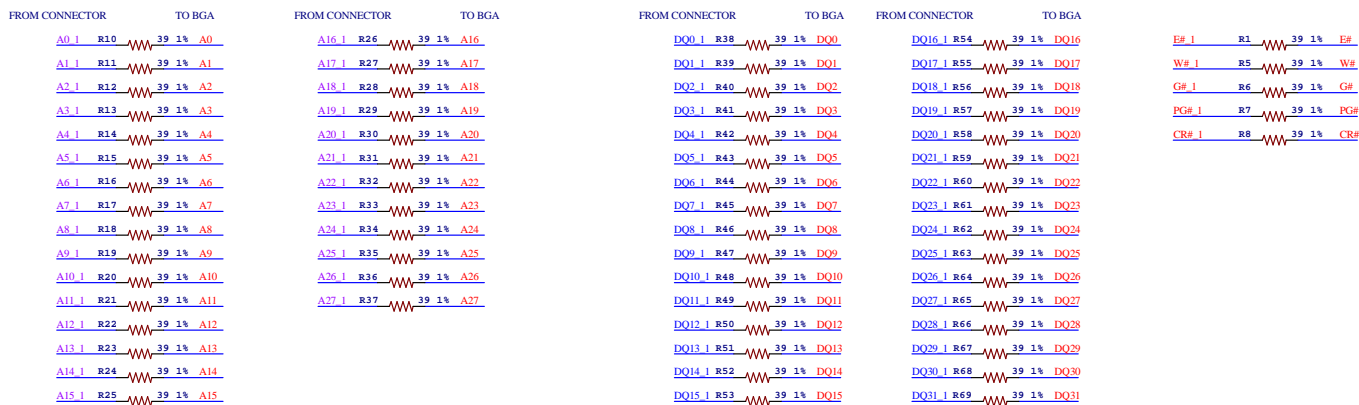 FROM CONNECTOR TO BGA FROM CONNECTOR TO BGA FROM CONNECTOR TO BGA FROM CONNECTOR TO BGA
A0_1 R10 39 1% A0 A16_1 R26 39 1% A16 DQ0_1 R38 39 1% DQ0 DQ16_1 R54 39 1% DQ16 E#_1 R1 39 1% E#
A1_1 R11 39 1% A1 A17_1 R27 39 1% A17 DQ1_1 R39 39 1% DQ1 DQ17_1 R55 39 1% DQ17 W#_1 R5 39 1% W#
A2_1 R12 39 1% A2 A18_1 R28 39 1% A18 DQ2_1 R40 39 1% DQ2 DQ18_1 R56 39 1% DQ18 G#_1 R6 39 1% G#
A3_1 R13 39 1% A3 A19_1 R29 39 1% A19 DQ3_1 R41 39 1% DQ3 DQ19_1 R57 39 1% DQ19 PG#_1 R7 39 1% PG#
A4_1 R14 39 1% A4 A20_1 R30 39 1% A20 DQ4_1 R42 39 1% DQ4 DQ20_1 R58 39 1% DQ20 CR#_1 R8 39 1% CR#
A5_1 R15 39 1% A5 A21_1 R31 39 1% A21 DQ5_1 R43 39 1% DQ5 DQ21_1 R59 39 1% DQ21
A6_1 R16 39 1% A6 A22_1 R32 39 1% A22 DQ6_1 R44 39 1% DQ6 DQ22_1 R60 39 1% DQ22
A7_1 R17 39 1% A7 A23_1 R33 39 1% A23 DQ7_1 R45 39 1% DQ7 DQ23_1 R61 39 1% DQ23
A8_1 R18 39 1% A8 A24_1 R34 39 1% A24 DQ8_1 R46 39 1% DQ8 DQ24_1 R62 39 1% DQ24
A9_1 R19 39 1% A9 A25_1 R35 39 1% A25 DQ9_1 R47 39 1% DQ9 DQ25_1 R63 39 1% DQ25
A10_1 R20 39 1% A10 A26_1 R36 39 1% A26 DQ10_1 R48 39 1% DQ10 DQ26_1 R64 39 1% DQ26
A11_1 R21 39 1% A11 A27_1 R37 39 1% A27 DQ11_1 R49 39 1% DQ11 DQ27_1 R65 39 1% DQ27
A12_1 R22 39 1% A12 DQ12_1 R50 39 1% DQ12 DQ28_1 R66 39 1% DQ28
A13_1 R23 39 1% A13 DQ13_1 R51 39 1% DQ13 DQ29_1 R67 39 1% DQ29
A14_1 R24 39 1% A14 DQ14_1 R52 39 1% DQ14 DQ30_1 R68 39 1% DQ30
A15_1 R25 39 1% A15 DQ15_1 R53 39 1% DQ15 DQ31_1 R69 39 1% DQ31